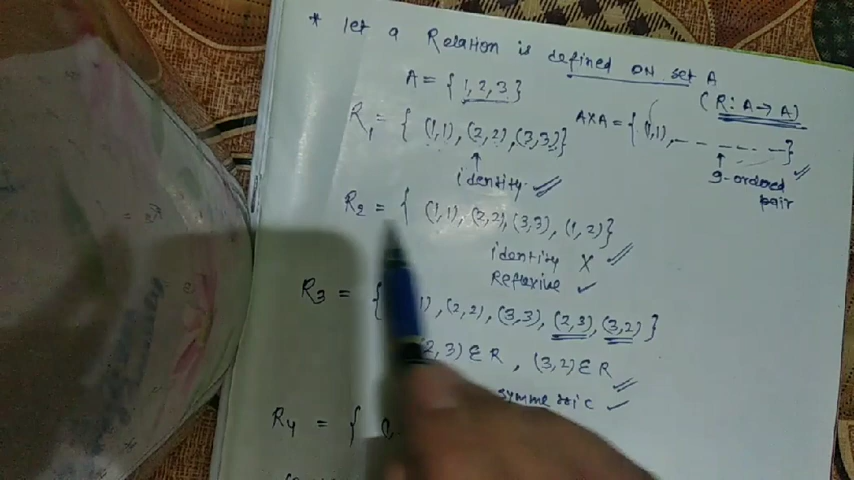 * let a Relation is defined ON set A
A = { 1, 2, 3 }
(R: A → A)
R1 = { (1,1), (2,2), (3,3) }
A×A = { (1,1), - - - - - - - }
identity ✓
9-ordered pair ✓
R2 = { (1,1), (2,2), (3,3), (1,2) }
identity X ✓
Reflexive ✓
R3 = { 1), (2,2), (3,3), (2,3), (3,2) }
2,3) ∈ R , (3,2) ∈ R ✓
symmetric ✓
R4 = { (1,